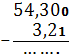 54,300
-
3,21
........